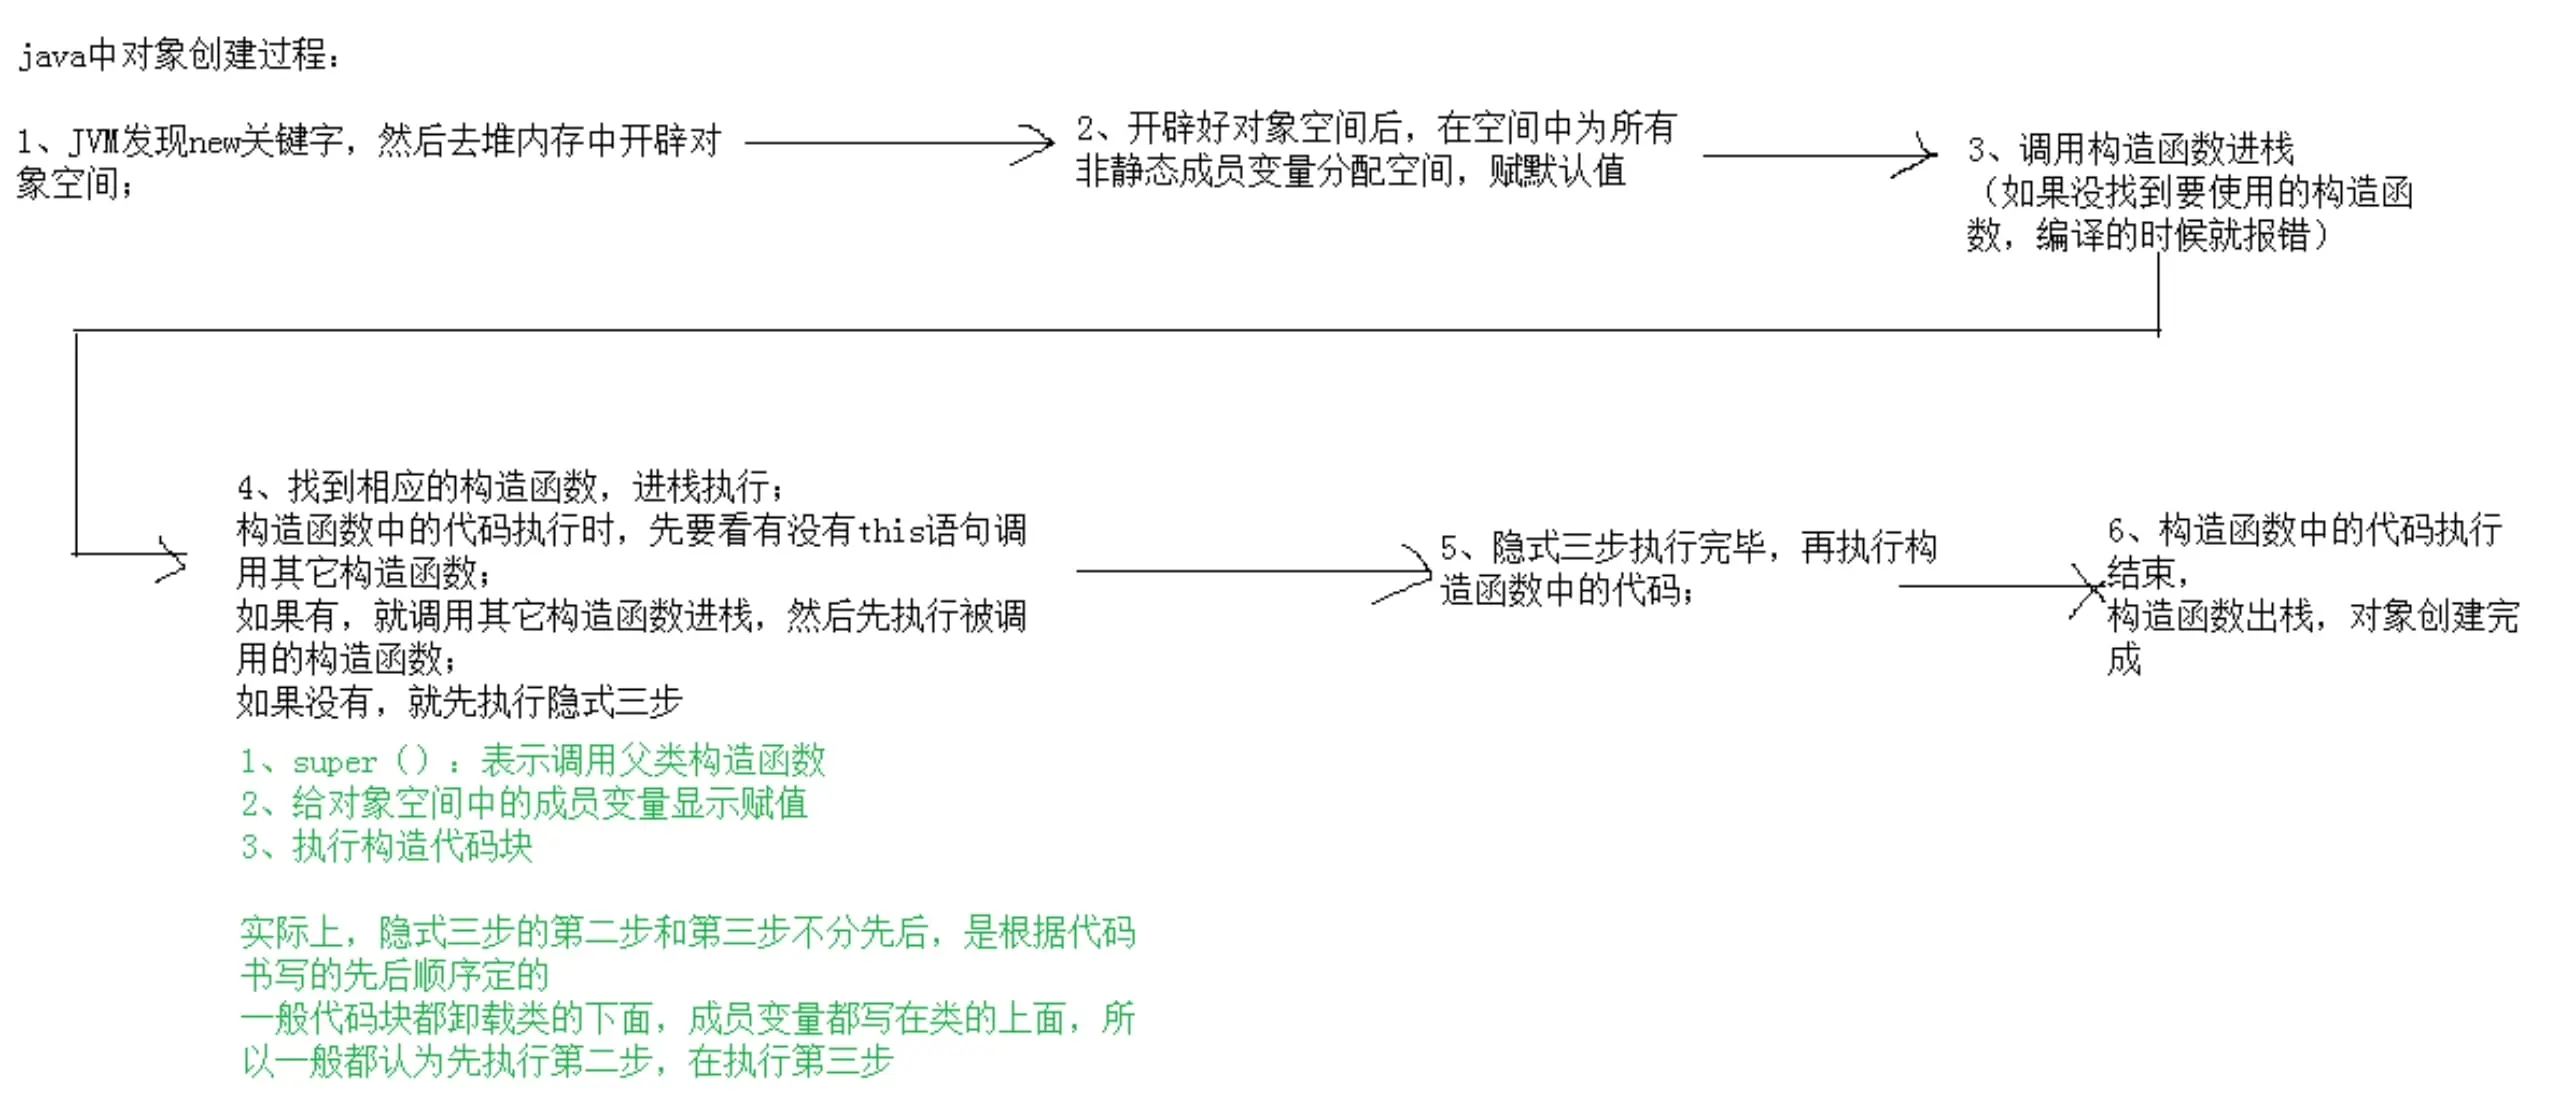 java中对象创建过程：
1、JVM发现new关键字，然后去堆内存中开辟对
象空间；
2、开辟好对象空间后，在空间中为所有
非静态成员变量分配空间，赋默认值
3、调用构造函数进栈
（如果没找到要使用的构造函
数，编译的时候就报错）
4、找到相应的构造函数，进栈执行；
构造函数中的代码执行时，先要看有没有this语句调
用其它构造函数；
如果有，就调用其它构造函数进栈，然后先执行被调
用的构造函数；
如果没有，就先执行隐式三步
1、super（）：表示调用父类构造函数
2、给对象空间中的成员变量显示赋值
3、执行构造代码块
实际上，隐式三步的第二步和第三步不分先后，是根据代码
书写的先后顺序定的
一般代码块都卸载类的下面，成员变量都写在类的上面，所
以一般都认为先执行第二步，在执行第三步
5、隐式三步执行完毕，再执行构
造函数中的代码；
6、构造函数中的代码执行
结束，
构造函数出栈，对象创建完
成